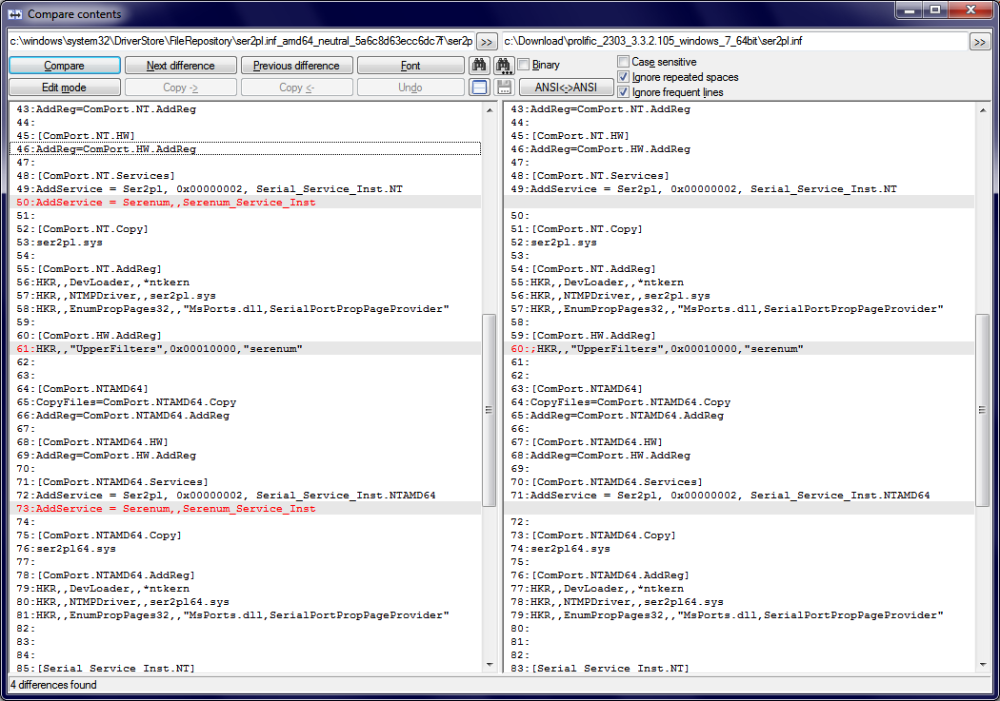 Compare contents
c:\windows\system32\DriverStore\FileRepository\ser2pl.inf_amd64_neutral_5a6c8d63ecc6dc7f\ser2p >> c:\Download\prolific_2303_3.3.2.105_windows_7_64bit\ser2pl.inf >>
Compare Next difference Previous difference Font Binary Case sensitive
Ignore repeated spaces
Edit mode Copy -> Copy <- Undo ANSI<->ANSI Ignore frequent lines
43:AddReg=ComPort.NT.AddReg
44:
45:[ComPort.NT.HW]
46:AddReg=ComPort.HW.AddReg
47:
48:[ComPort.NT.Services]
49:AddService = Ser2pl, 0x00000002, Serial_Service_Inst.NT
50:AddService = Serenum,,Serenum_Service_Inst
51:
52:[ComPort.NT.Copy]
53:ser2pl.sys
54:
55:[ComPort.NT.AddReg]
56:HKR,,DevLoader,,*ntkern
57:HKR,,NTMPDriver,,ser2pl.sys
58:HKR,,EnumPropPages32,,"MsPorts.dll,SerialPortPropPageProvider"
59:
60:[ComPort.HW.AddReg]
61:HKR,,"UpperFilters",0x00010000,"serenum"
62:
63:
64:[ComPort.NTAMD64]
65:CopyFiles=ComPort.NTAMD64.Copy
66:AddReg=ComPort.NTAMD64.AddReg
67:
68:[ComPort.NTAMD64.HW]
69:AddReg=ComPort.HW.AddReg
70:
71:[ComPort.NTAMD64.Services]
72:AddService = Ser2pl, 0x00000002, Serial_Service_Inst.NTAMD64
73:AddService = Serenum,,Serenum_Service_Inst
74:
75:[ComPort.NTAMD64.Copy]
76:ser2pl64.sys
77:
78:[ComPort.NTAMD64.AddReg]
79:HKR,,DevLoader,,*ntkern
80:HKR,,NTMPDriver,,ser2pl64.sys
81:HKR,,EnumPropPages32,,"MsPorts.dll,SerialPortPropPageProvider"
82:
83:
84:
85:[Serial_Service_Inst.NT]
43:AddReg=ComPort.NT.AddReg
44:
45:[ComPort.NT.HW]
46:AddReg=ComPort.HW.AddReg
47:
48:[ComPort.NT.Services]
49:AddService = Ser2pl, 0x00000002, Serial_Service_Inst.NT
50:
51:[ComPort.NT.Copy]
52:ser2pl.sys
53:
54:[ComPort.NT.AddReg]
55:HKR,,DevLoader,,*ntkern
56:HKR,,NTMPDriver,,ser2pl.sys
57:HKR,,EnumPropPages32,,"MsPorts.dll,SerialPortPropPageProvider"
58:
59:[ComPort.HW.AddReg]
60:;HKR,,"UpperFilters",0x00010000,"serenum"
61:
62:
63:[ComPort.NTAMD64]
64:CopyFiles=ComPort.NTAMD64.Copy
65:AddReg=ComPort.NTAMD64.AddReg
66:
67:[ComPort.NTAMD64.HW]
68:AddReg=ComPort.HW.AddReg
69:
70:[ComPort.NTAMD64.Services]
71:AddService = Ser2pl, 0x00000002, Serial_Service_Inst.NTAMD64
72:
73:[ComPort.NTAMD64.Copy]
74:ser2pl64.sys
75:
76:[ComPort.NTAMD64.AddReg]
77:HKR,,DevLoader,,*ntkern
78:HKR,,NTMPDriver,,ser2pl64.sys
79:HKR,,EnumPropPages32,,"MsPorts.dll,SerialPortPropPageProvider"
80:
81:
82:
83:[Serial_Service_Inst.NT]
4 differences found